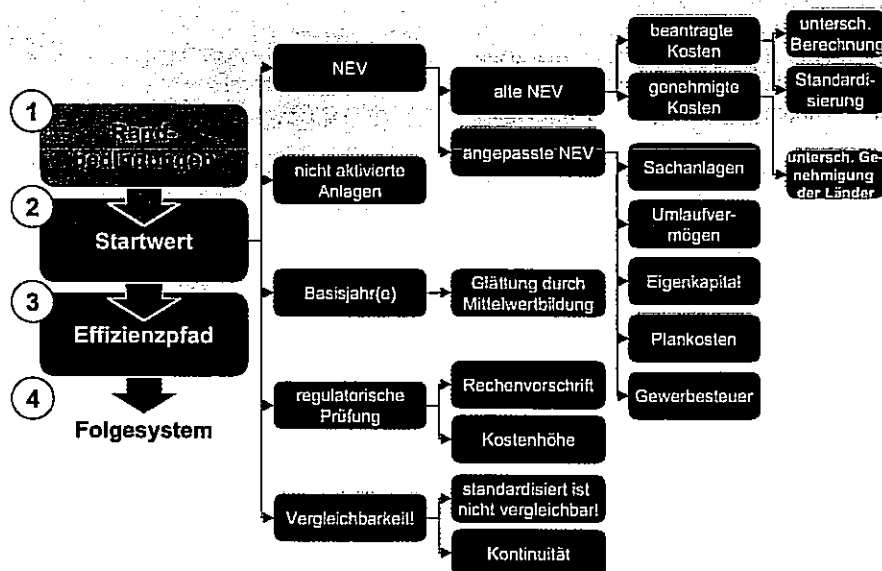 1
Rand-
bedingungen
2
Startwert
3
Effizienzpfad
4
Folgesystem
NEV
nicht aktivierte
Anlagen
Basisjahr(e)
regulatorische
Prüfung
Vergleichbarkeit!
alte NEV
angepasste NEV
Glättung durch
Mittelwertbildung
Rechenvorschrift
Kostenhöhe
standardisiert ist
nicht vergleichbar!
Kontinuität
beantragte
Kosten
genehmigte
Kosten
Sachanlagen
Umlaufver-
mögen
Eigenkapital
Plankosten
Gewerbesteuer
untersch.
Berechnung
Standardi-
sierung
untersch. Ge-
nehmigung
der Länder